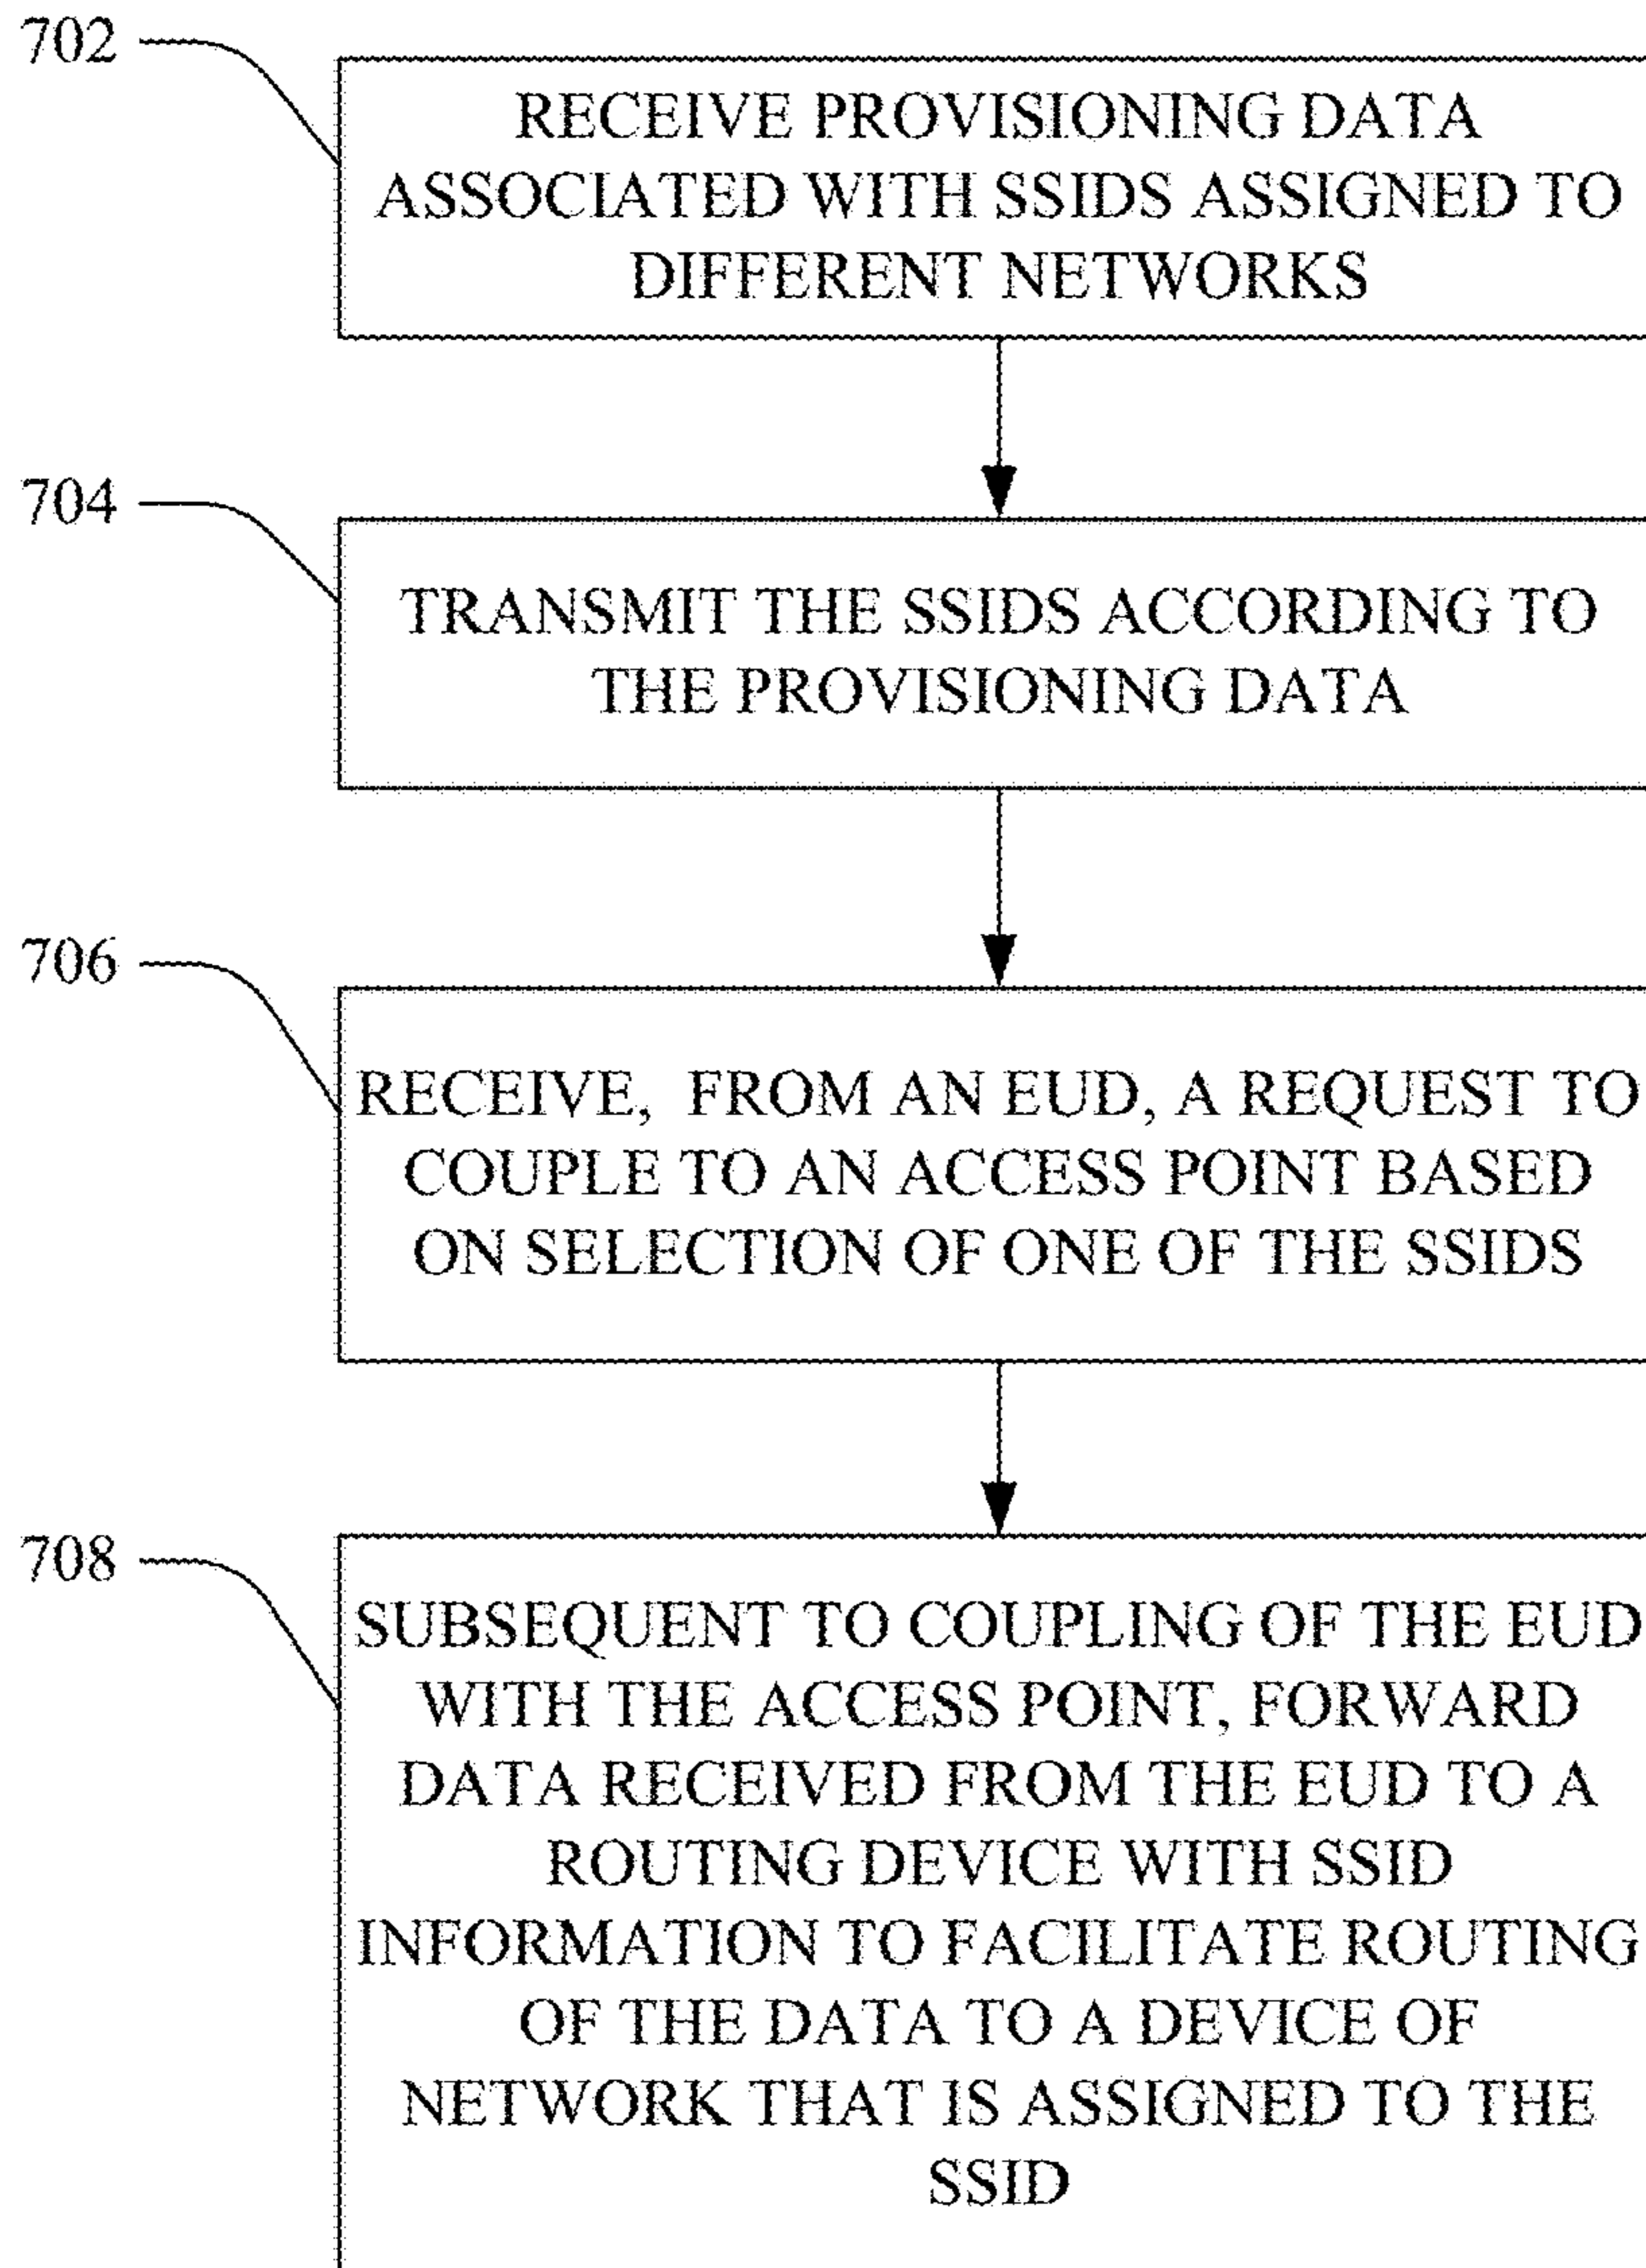 702
RECEIVE PROVISIONING DATA
ASSOCIATED WITH SSIDS ASSIGNED TO
DIFFERENT NETWORKS
704
TRANSMIT THE SSIDS ACCORDING TO
THE PROVISIONING DATA
706
RECEIVE, FROM AN EUD, A REQUEST TO
COUPLE TO AN ACCESS POINT BASED
ON SELECTION OF ONE OF THE SSIDS
708
SUBSEQUENT TO COUPLING OF THE EUD
WITH THE ACCESS POINT, FORWARD
DATA RECEIVED FROM THE EUD TO A
ROUTING DEVICE WITH SSID
INFORMATION TO FACILITATE ROUTING
OF THE DATA TO A DEVICE OF
NETWORK THAT IS ASSIGNED TO THE
SSID